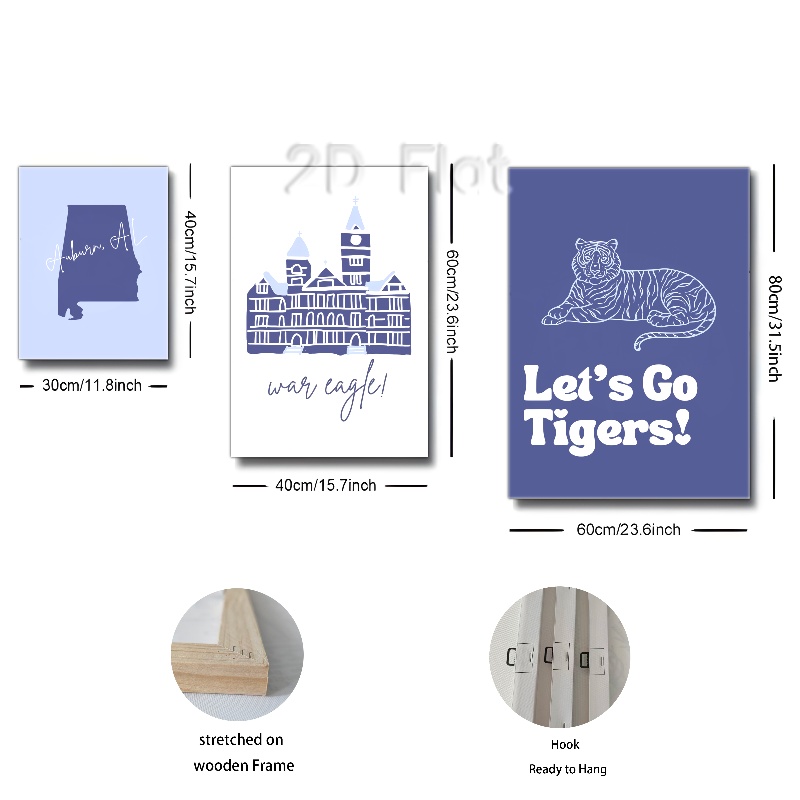 2D Flat
Auburn, AL
40cm/15.7inch
30cm/11.8inch
war eagle!
60cm/23.6inch
40cm/15.7inch
Let's Go
Tigers!
80cm/31.5inch
60cm/23.6inch
stretched on
wooden Frame
Hook
Ready to Hang